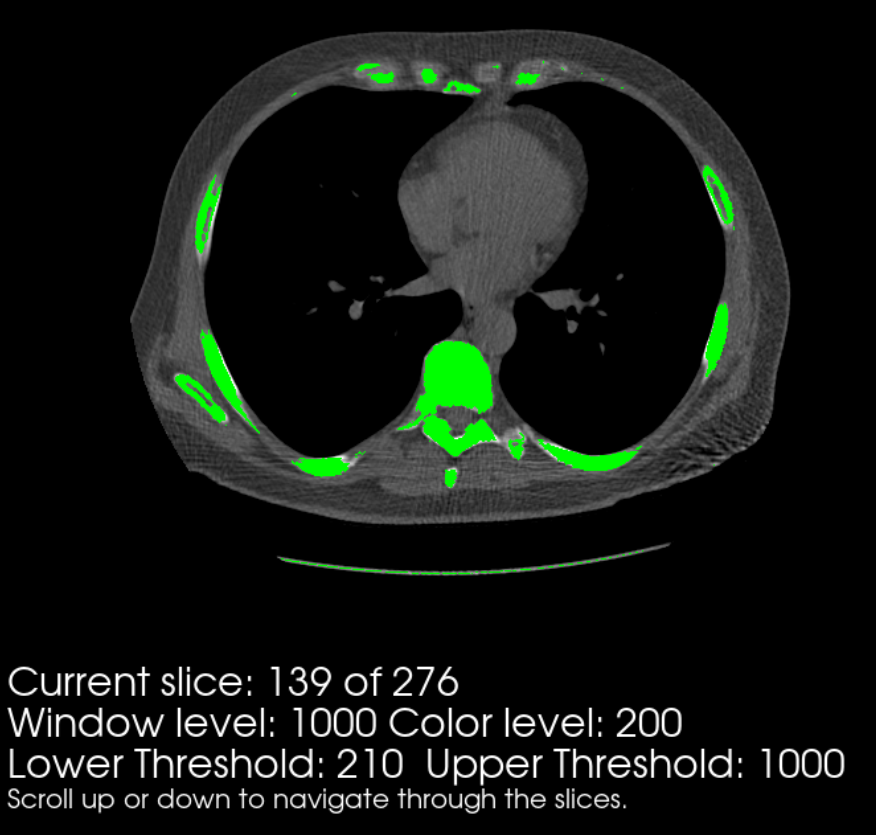 Current slice: 139 of 276
Window level: 1000 Color level: 200
Lower Threshold: 210  Upper Threshold: 1000
Scroll up or down to navigate through the slices.